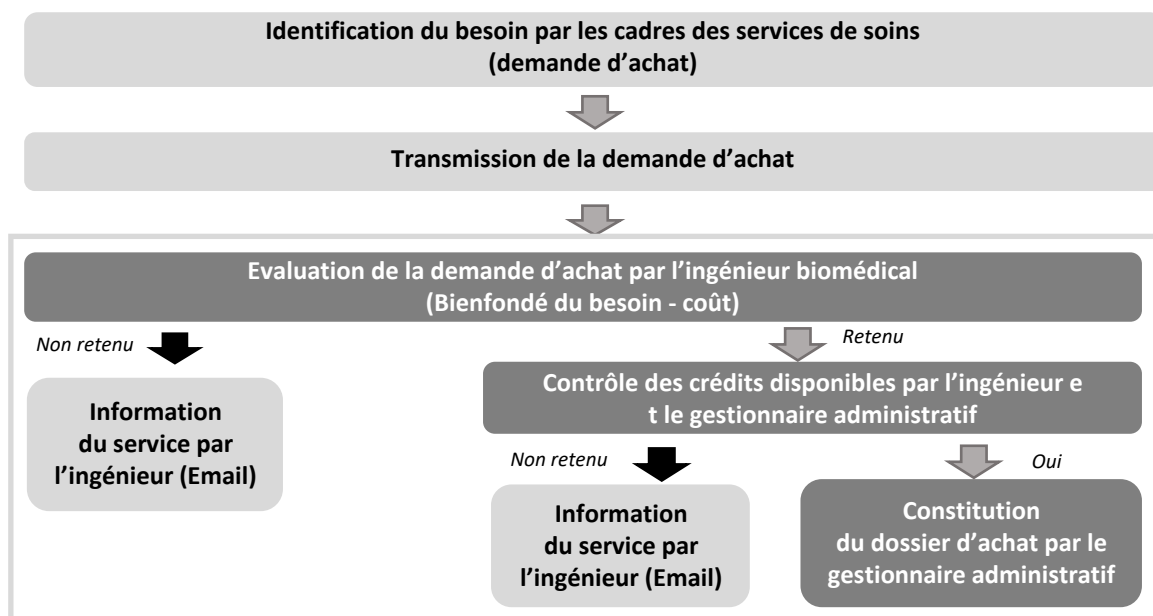 Identification du besoin par les cadres des services de soins
(demande d’achat)
Transmission de la demande d’achat
Evaluation de la demande d’achat par l’ingénieur biomédical
(Bienfondé du besoin - coût)
Non retenu
Retenu
Information
du service par
l’ingénieur (Email)
Contrôle des crédits disponibles par l’ingénieur e
t le gestionnaire administratif
Non retenu
Oui
Information
du service par
l’ingénieur (Email)
Constitution
du dossier d’achat par le
gestionnaire administratif